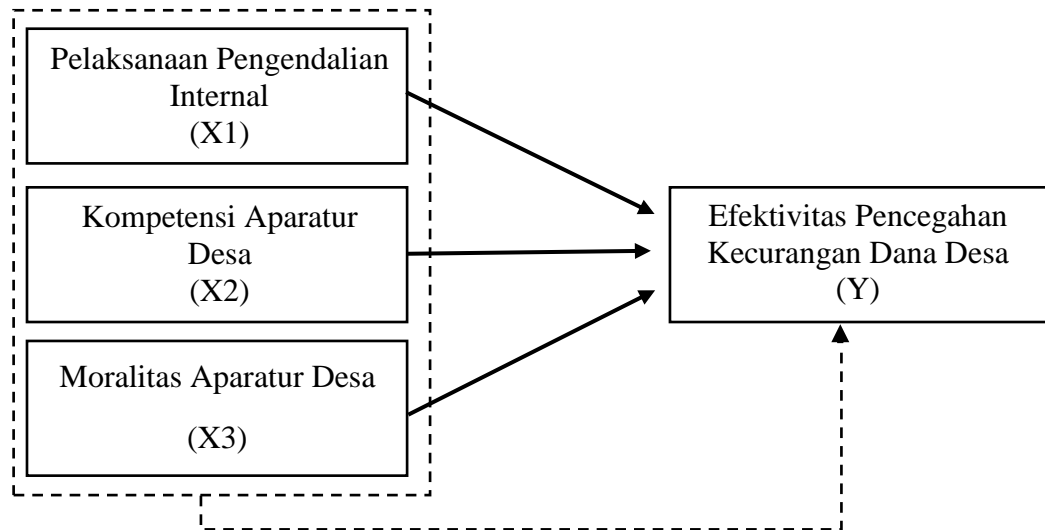 Pelaksanaan Pengendalian
Internal
(X1)
Kompetensi Aparatur
Desa
(X2)
Moralitas Aparatur Desa
(X3)
Efektivitas Pencegahan
Kecurangan Dana Desa
(Y)